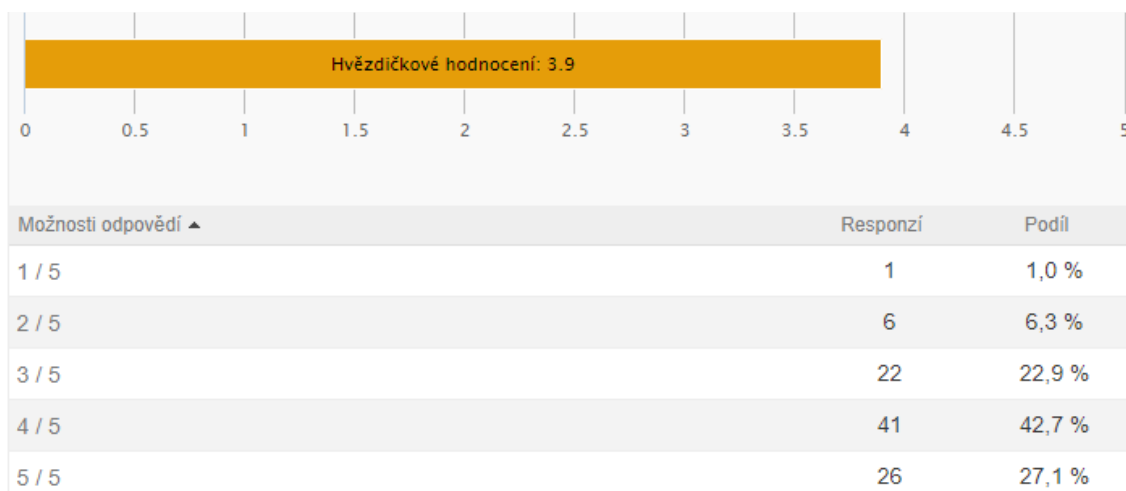 Hvězdičkové hodnocení: 3.9
0 0.5 1 1.5 2 2.5 3 3.5 4 4.5 5
Možnosti odpovědí ▲ Responzí Podíl
1 / 5 1 1,0 %
2 / 5 6 6,3 %
3 / 5 22 22,9 %
4 / 5 41 42,7 %
5 / 5 26 27,1 %